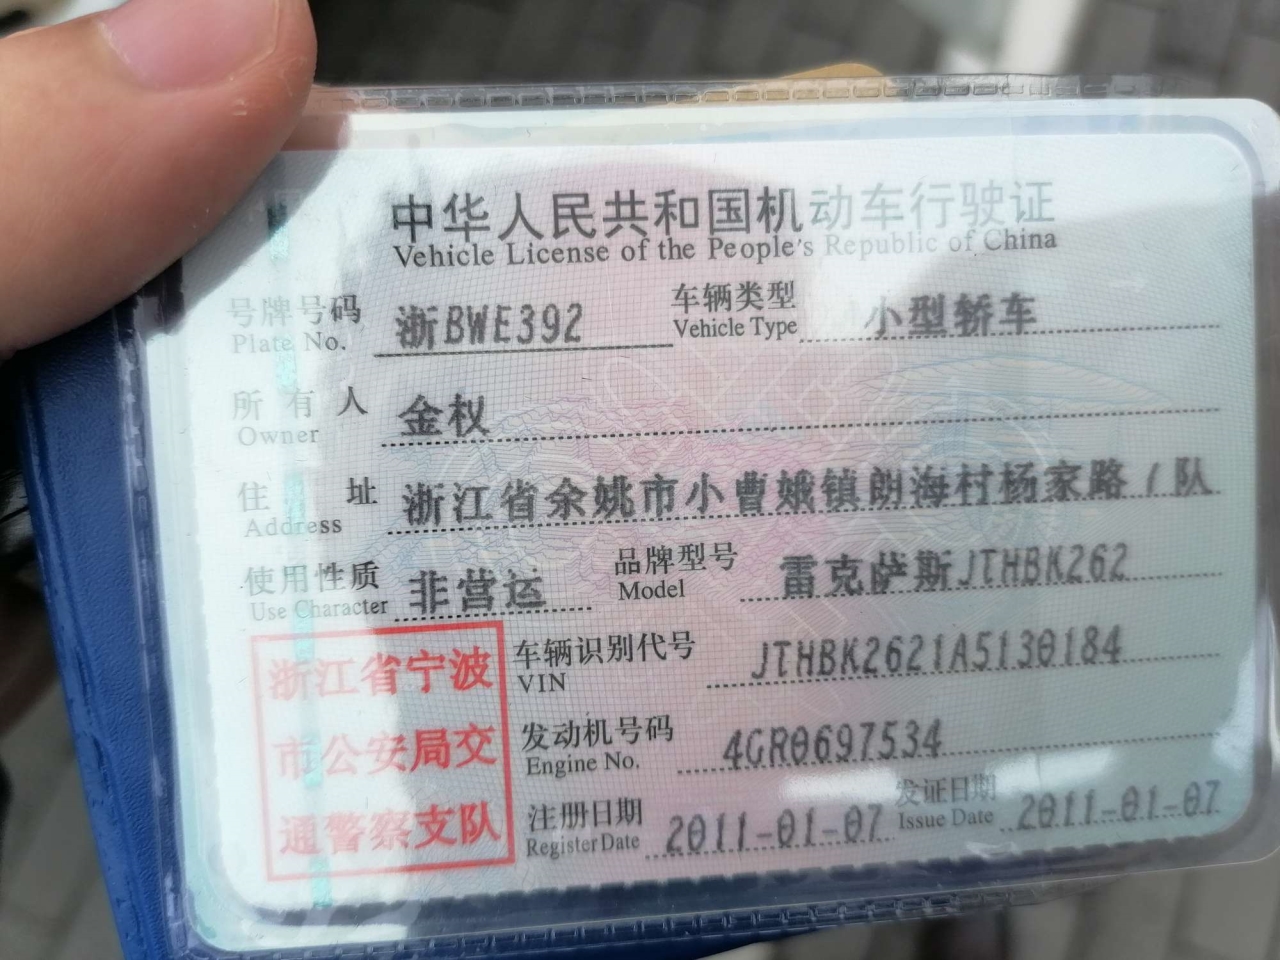 中华人民共和国机动车行驶证
Vehicle License of the People's Republic of China
号牌号码 浙BWE392 车辆类型 小型轿车
Plate No. Vehicle Type
所有人 金权
Owner
住址 浙江省余姚市小曹娥镇朗海村杨家路1队
Address
使用性质 非营运 品牌型号 雷克萨斯JTHBK262
Use Character Model
车辆识别代号 JTHBK2621A5130184
VIN
发动机号码 4GR0697534
Engine No.
注册日期 2011-01-07 发证日期 2011-01-07
Register Date Issue Date
浙江省宁波
市公安局交
通警察支队